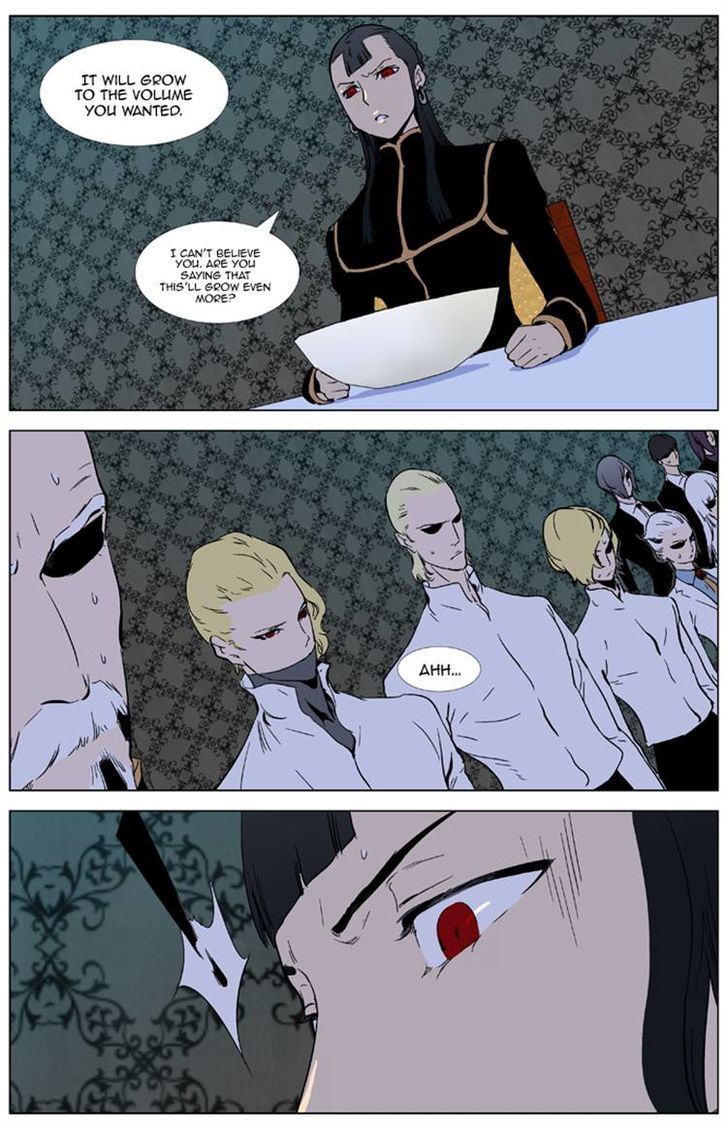 IT WILL GROW
TO THE VOLUME
YOU WANTED.
I CAN'T BELIEVE
YOU. ARE YOU
SAYING THAT
THIS'LL GROW EVEN
MORE?
AHH...
!